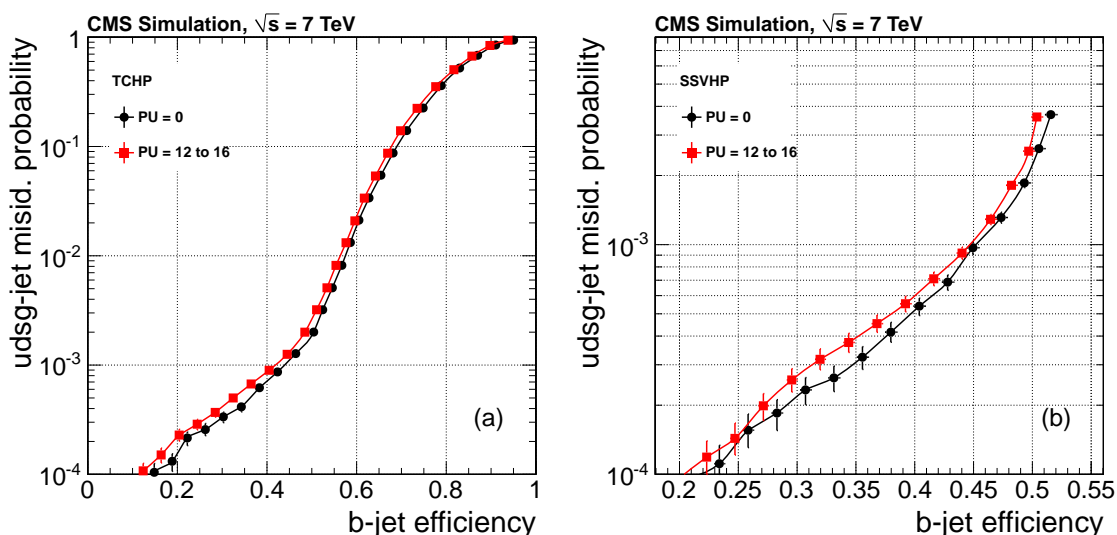 CMS Simulation, √s = 7 TeV
udsg-jet misid. probability
1
10⁻¹
10⁻²
10⁻³
10⁻⁴
TCHP
PU = 0
PU = 12 to 16
(a)
0 0.2 0.4 0.6 0.8 1
b-jet efficiency
CMS Simulation, √s = 7 TeV
udsg-jet misid. probability
10⁻³
10⁻⁴
SSVHP
PU = 0
PU = 12 to 16
(b)
0.2 0.25 0.3 0.35 0.4 0.45 0.5 0.55
b-jet efficiency